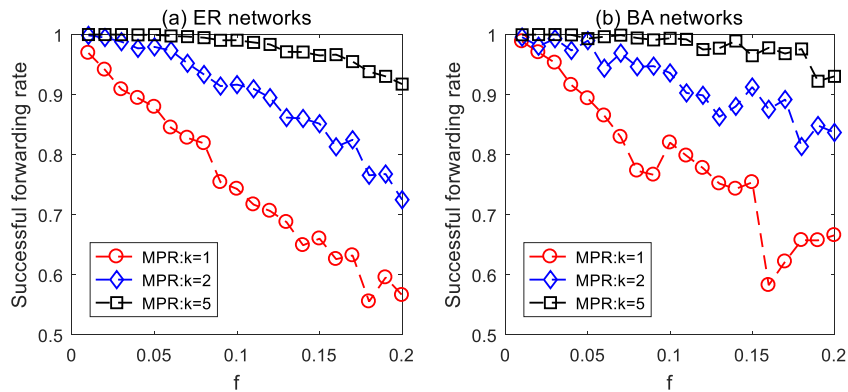 (a) ER networks
Successful forwarding rate
1
0.9
0.8
0.7
0.6
0.5
MPR:k=1
MPR:k=2
MPR:k=5
0
0.05
0.1
0.15
0.2
f
(b) BA networks
Successful forwarding rate
1
0.9
0.8
0.7
0.6
0.5
MPR:k=1
MPR:k=2
MPR:k=5
0
0.05
0.1
0.15
0.2
f